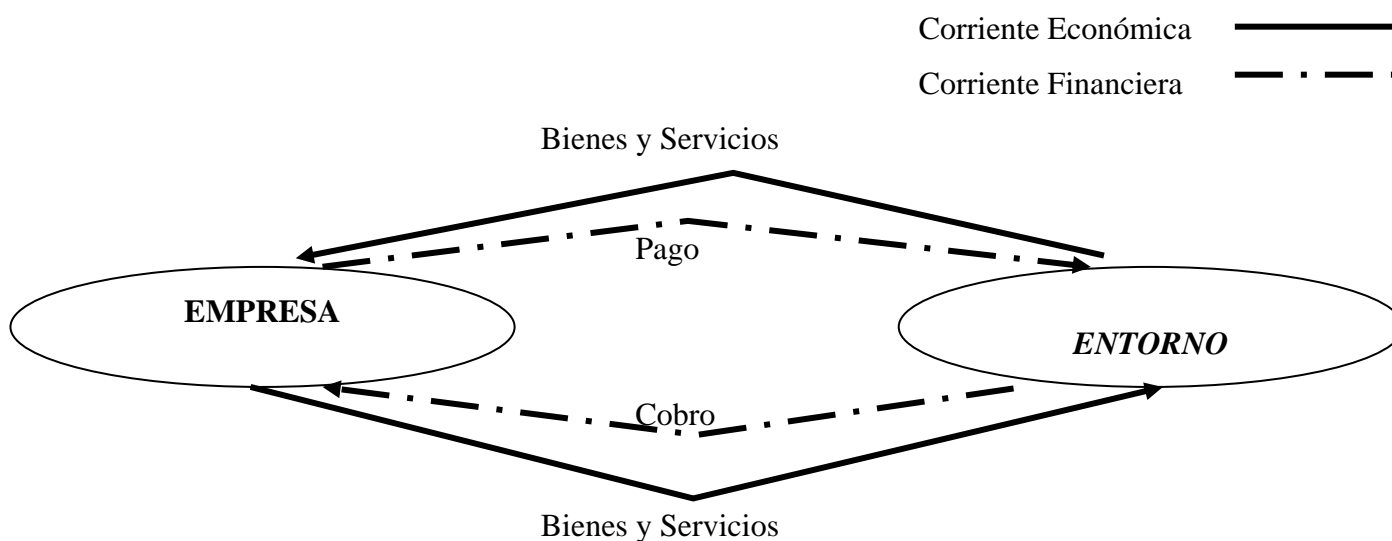 Corriente Económica
Corriente Financiera
Bienes y Servicios
Pago
EMPRESA
ENTORNO
Cobro
Bienes y Servicios